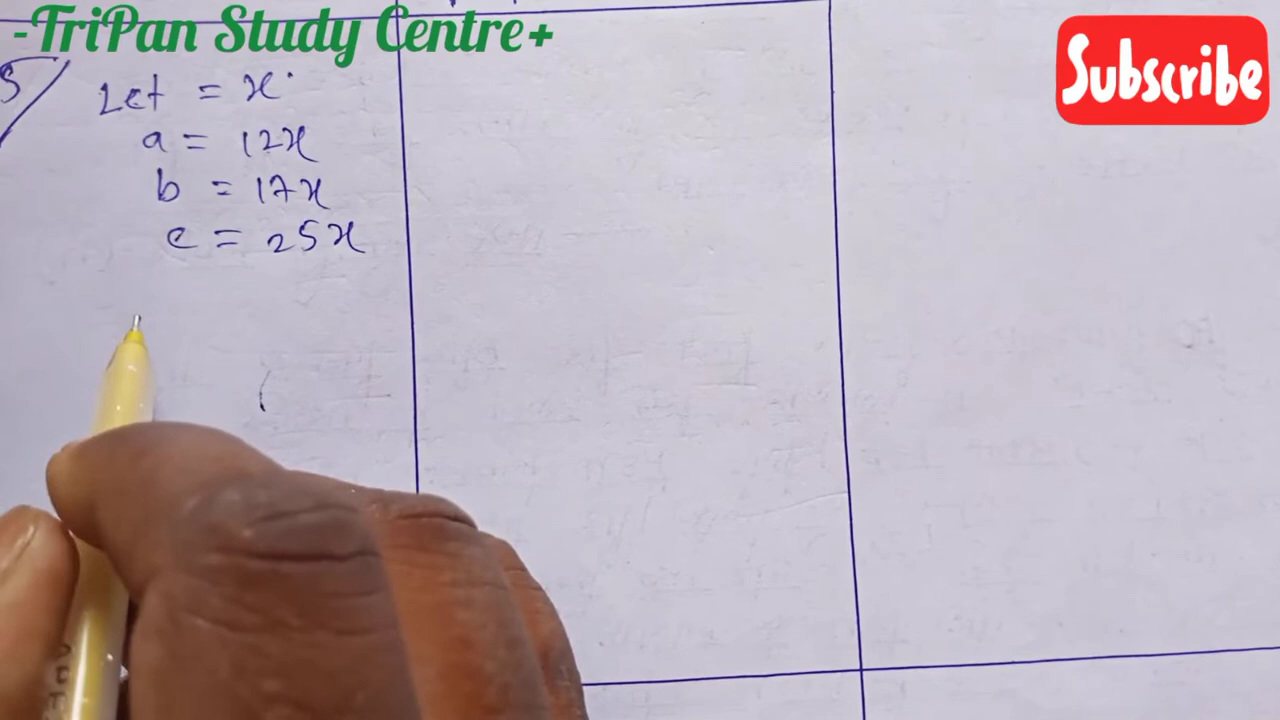 -TriPan Study Centre+
Subscribe
5/ Let = x.
a = 12x
b = 17x
c = 25x
(